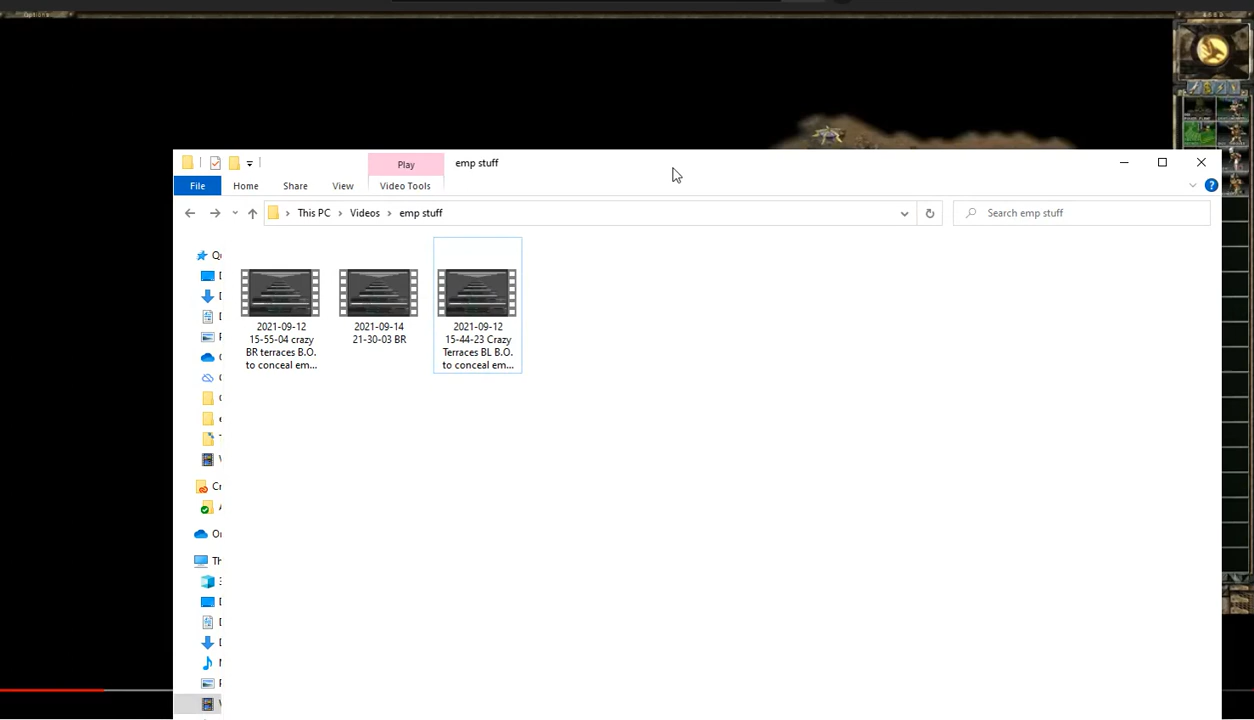 Options
Play
emp stuff
File
Home
Share
View
Video Tools
This PC
Videos
emp stuff
Search emp stuff
2021-09-12
15-55-04 crazy
BR terraces B.O.
to conceal em...
2021-09-14
21-30-03 BR
2021-09-12
15-44-23 Crazy
Terraces BL B.O.
to conceal em...